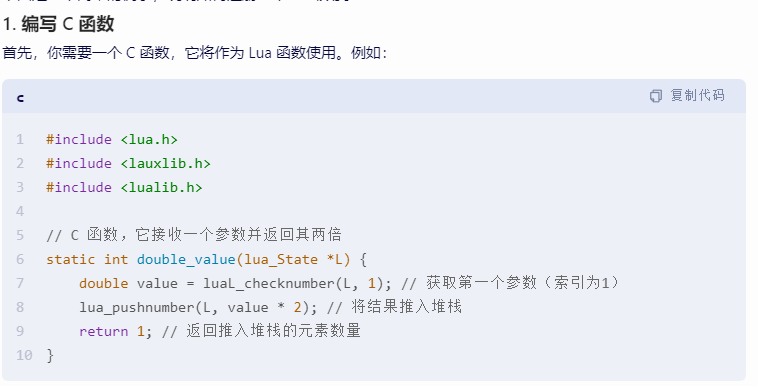 1. 编写 C 函数
首先，你需要一个 C 函数，它将作为 Lua 函数使用。例如：
c 复制代码
1 #include <lua.h>
2 #include <lauxlib.h>
3 #include <lualib.h>
4
5 // C 函数，它接收一个参数并返回其两倍
6 static int double_value(lua_State *L) {
7     double value = luaL_checknumber(L, 1); // 获取第一个参数（索引为1）
8     lua_pushnumber(L, value * 2); // 将结果推入堆栈
9     return 1; // 返回推入堆栈的元素数量
10 }